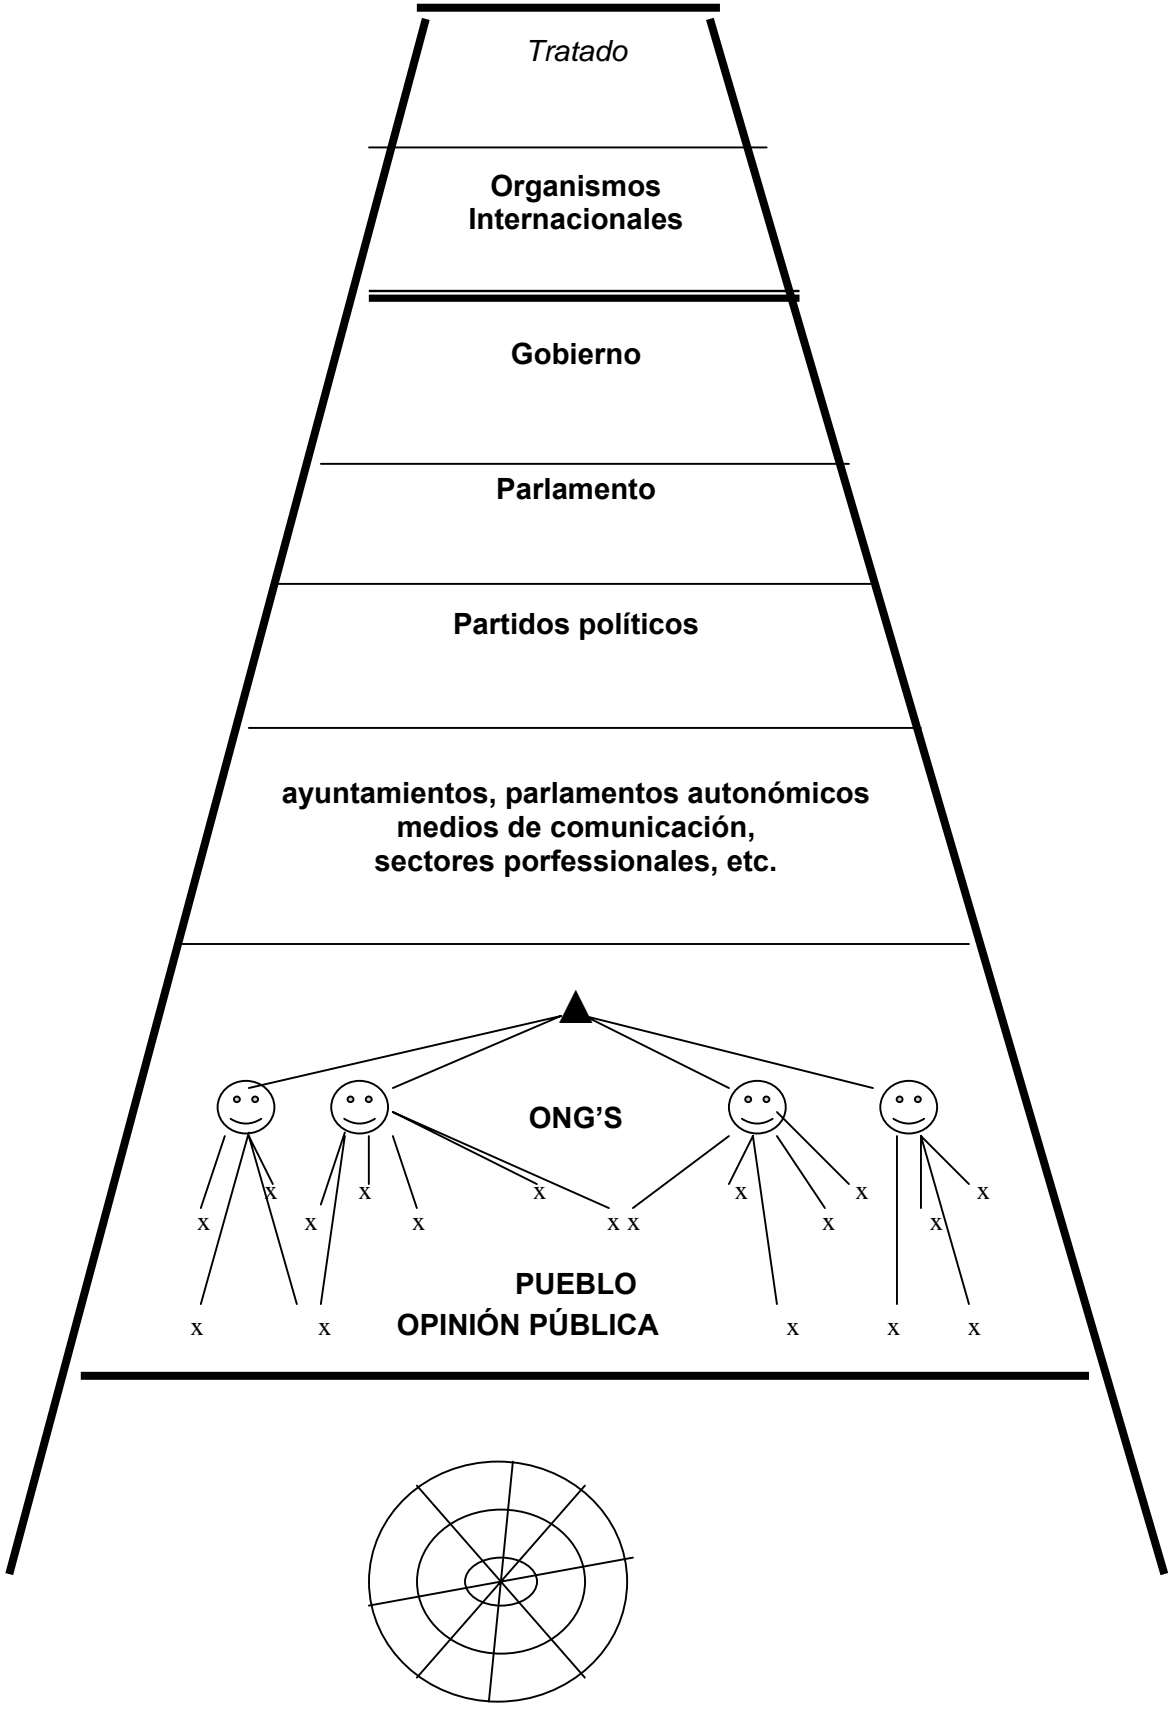 Tratado
Organismos
Internacionales
Gobierno
Parlamento
Partidos políticos
ayuntamientos, parlamentos autonómicos
medios de comunicación,
sectores porfessionales, etc.
ONG'S
x x x x x
x x x x x x x x
PUEBLO
OPINIÓN PÚBLICA
x x x x x